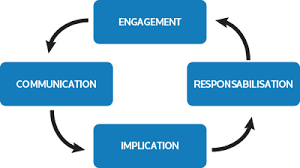 ENGAGEMENT
COMMUNICATION
RESPONSABILISATION
IMPLICATION